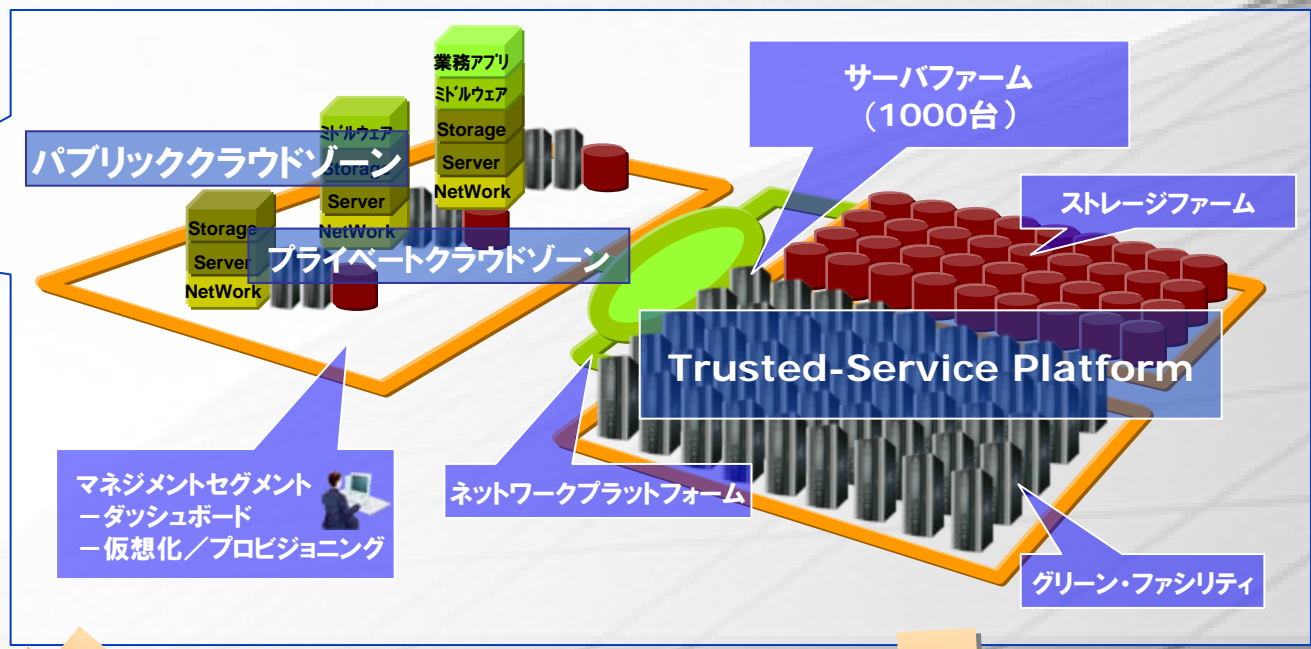 業務アプリ
ミドルウェア
Storage
Server
NetWork
ミドルウェア
Storage
Server
NetWork
パブリッククラウドゾーン
Storage
Server
NetWork
プライベートクラウドゾーン
サーバファーム
(1000台)
ストレージファーム
Trusted-Service Platform
マネジメントセグメント
－ダッシュボード
－仮想化／プロビジョニング
ネットワークプラットフォーム
グリーン・ファシリティ